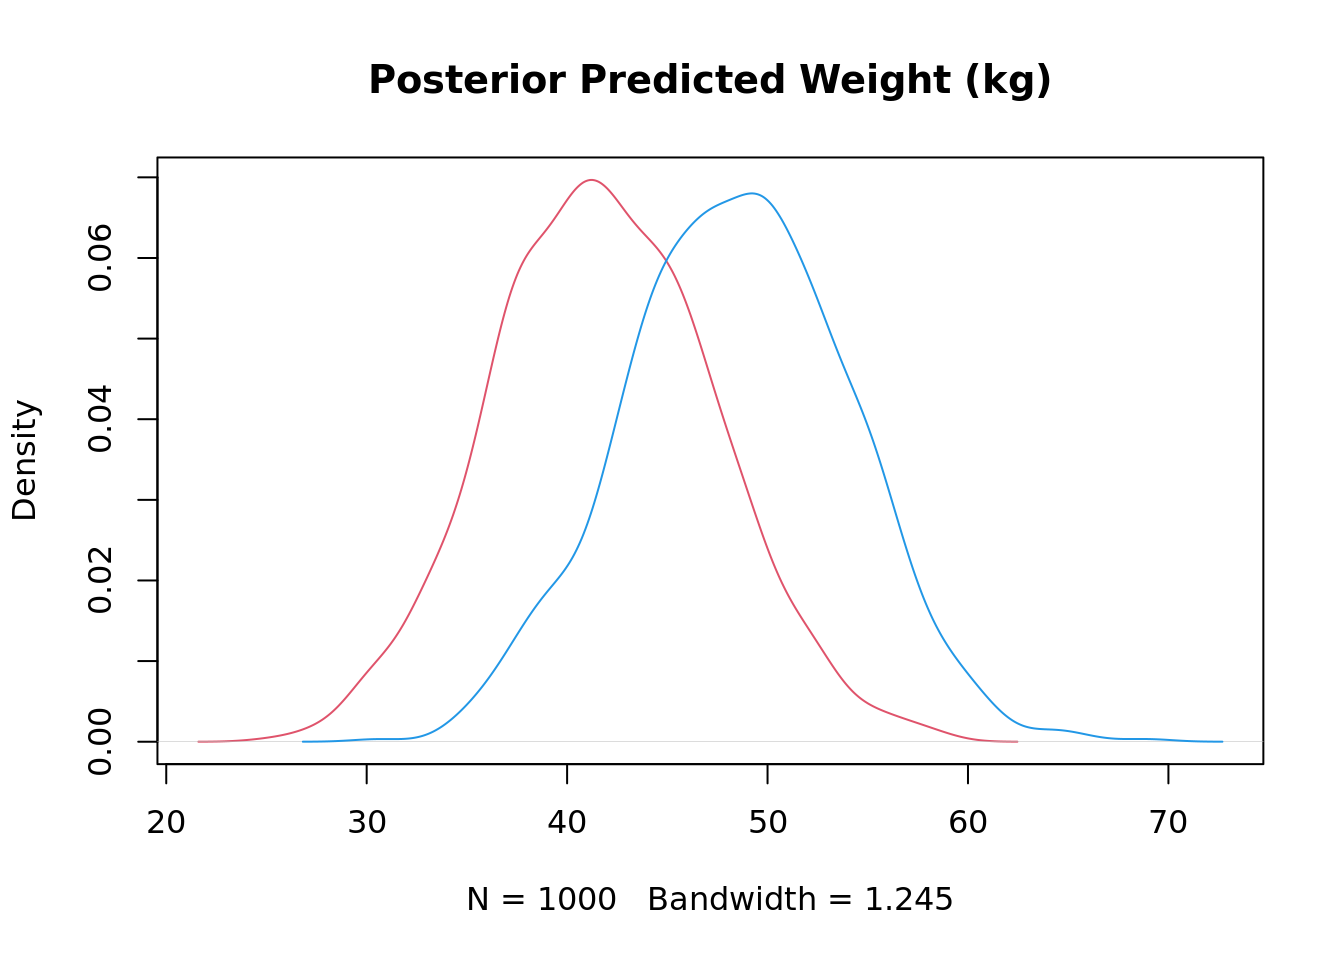 Posterior Predicted Weight (kg)
Density
0.06
0.04
0.02
0.00
20 30 40 50 60 70
N = 1000 Bandwidth = 1.245